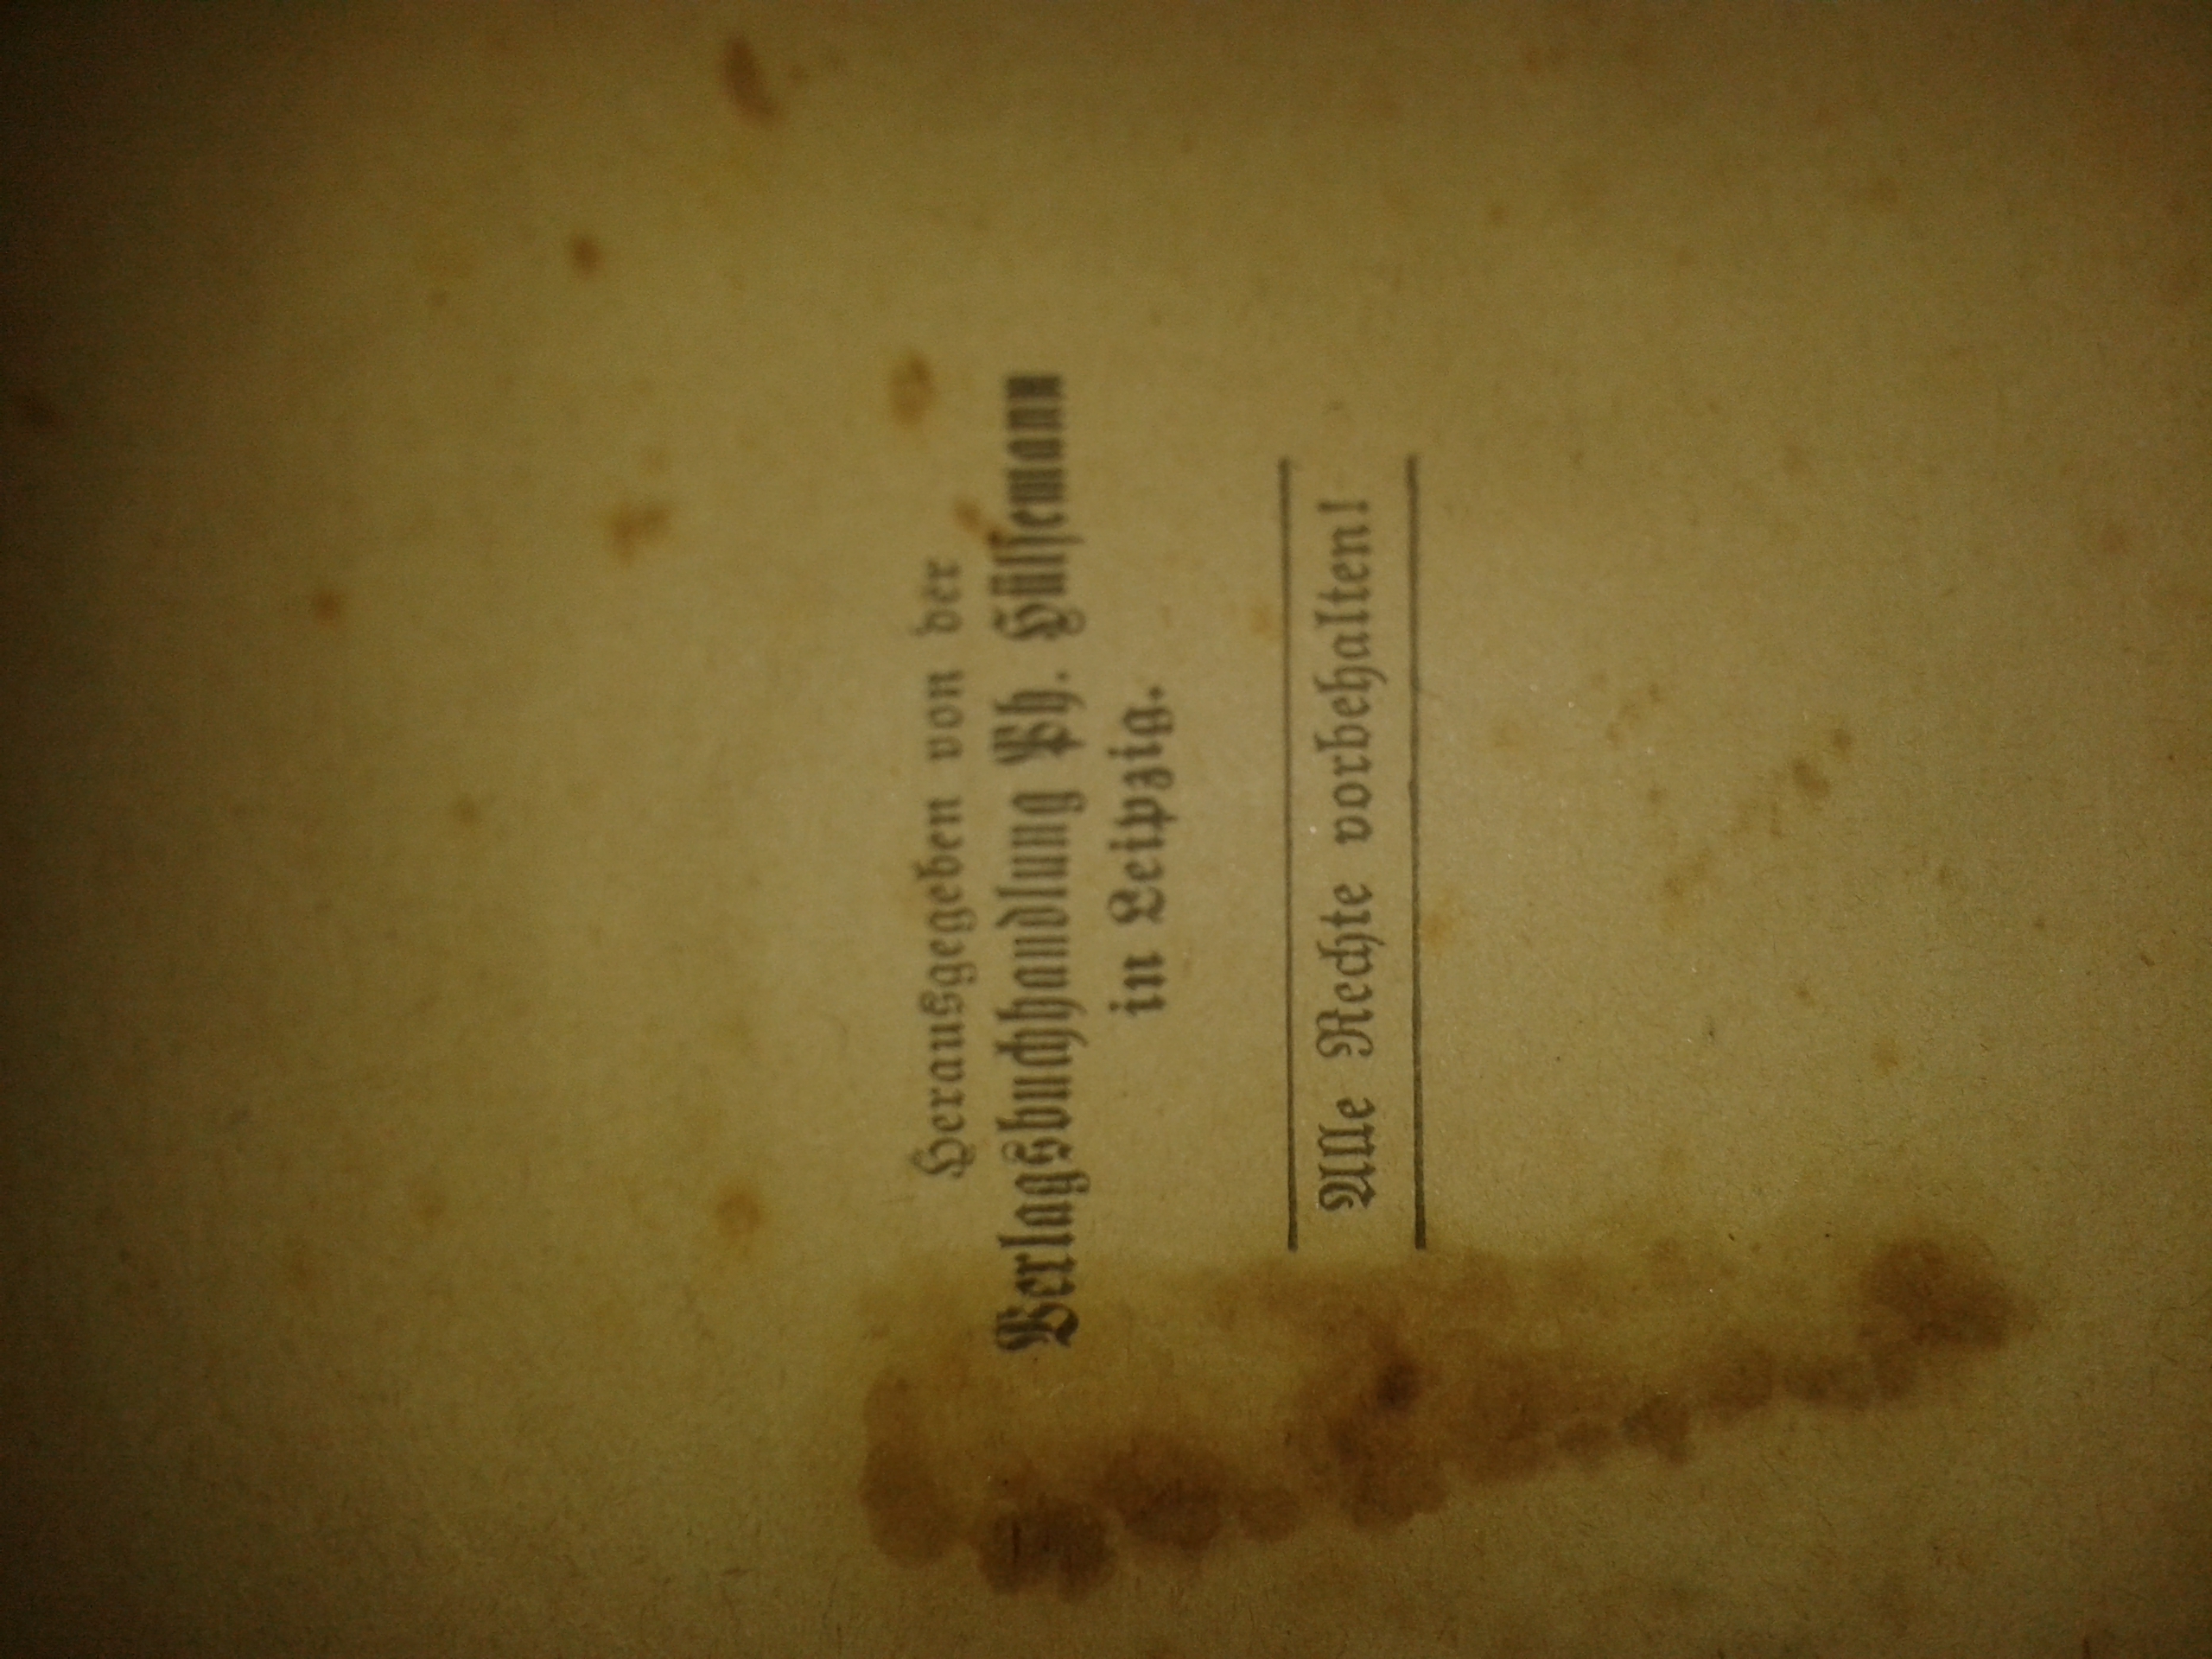 Herausgegeben von der
Verlagsbuchhandlung Ph. Hülsemann
in Leipzig.
Alle Rechte vorbehalten!